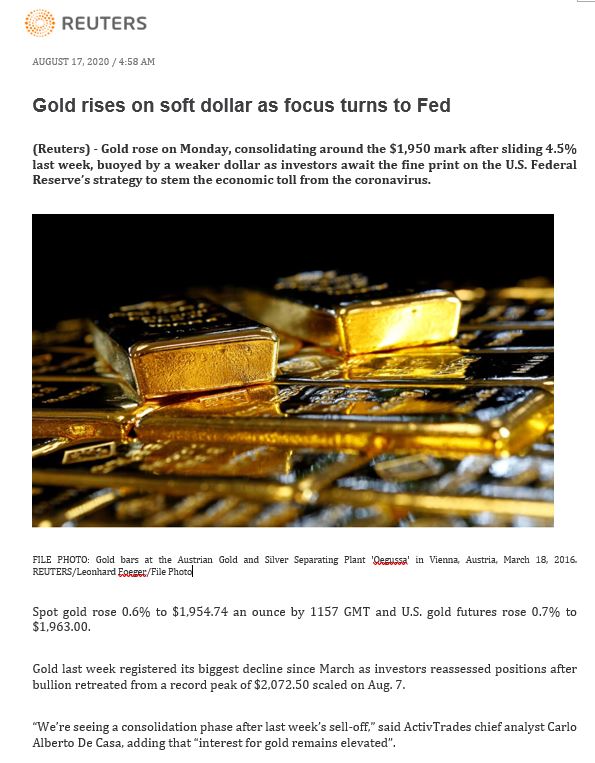 REUTERS
AUGUST 17, 2020 / 4:58 AM
Gold rises on soft dollar as focus turns to Fed
(Reuters) - Gold rose on Monday, consolidating around the $1,950 mark after sliding 4.5%
last week, buoyed by a weaker dollar as investors await the fine print on the U.S. Federal
Reserve’s strategy to stem the economic toll from the coronavirus.
FILE PHOTO: Gold bars at the Austrian Gold and Silver Separating Plant 'Oegussa' in Vienna, Austria, March 18, 2016.
REUTERS/Leonhard Foeger/File Photo
Spot gold rose 0.6% to $1,954.74 an ounce by 1157 GMT and U.S. gold futures rose 0.7% to
$1,963.00.
Gold last week registered its biggest decline since March as investors reassessed positions after
bullion retreated from a record peak of $2,072.50 scaled on Aug. 7.
“We’re seeing a consolidation phase after last week’s sell-off,” said ActivTrades chief analyst Carlo
Alberto De Casa, adding that “interest for gold remains elevated”.